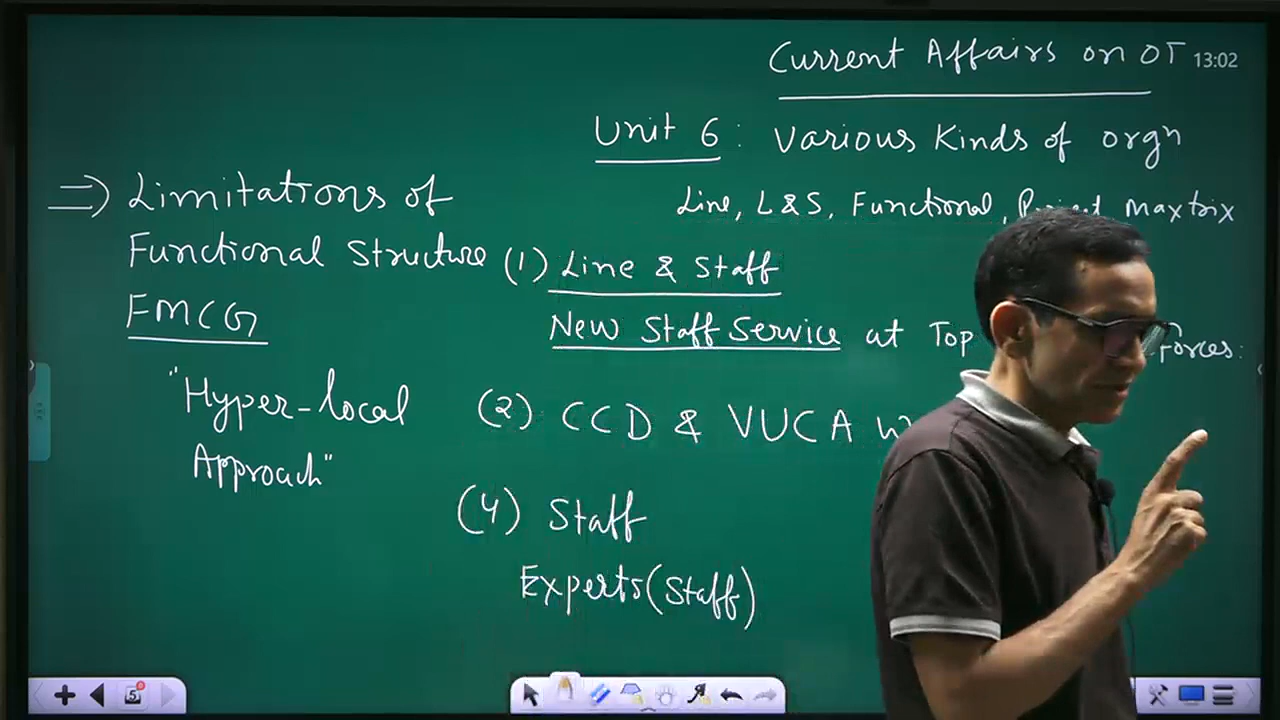 Current Affairs on OT 13:02
Unit 6 : Various Kinds of orgn
Line, L & S, Functional, Maxtrix
⇒ Limitations of
Functional Structure
FMCG
"Hyper-local
Approach"
(1) Line & Staff
New Staff Service at Top Forces:
(2) CCD & VUCA W
(4) Staff
Experts(Staff)
5